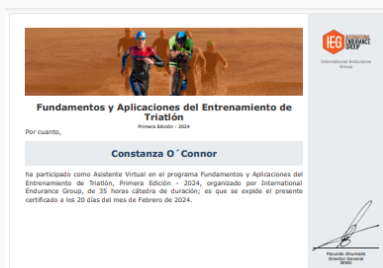 IEG INTERNATIONAL
ENDURANCE
GROUP
International Endurance
Group
Fundamentos y Aplicaciones del Entrenamiento de
Triatlón
Primera Edición - 2024
Por cuanto,
Constanza O´Connor
ha participado como Asistente Virtual en el programa Fundamentos y Aplicaciones del
Entrenamiento de Triatlón, Primera Edición - 2024, organizado por International
Endurance Group, de 35 horas cátedra de duración; es que se expide el presente
certificado a los 20 días del mes de Febrero de 2024.
Facundo Ahumada
Director General